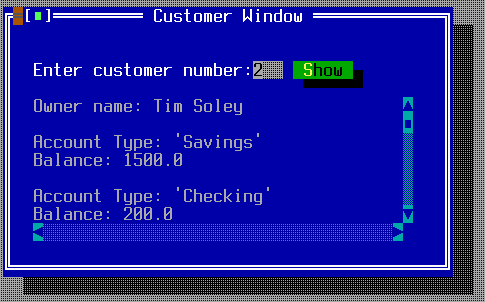 Customer Window
Enter customer number: 2 Show
Owner name: Tim Soley
Account Type: 'Savings'
Balance: 1500.0
Account Type: 'Checking'
Balance: 200.0